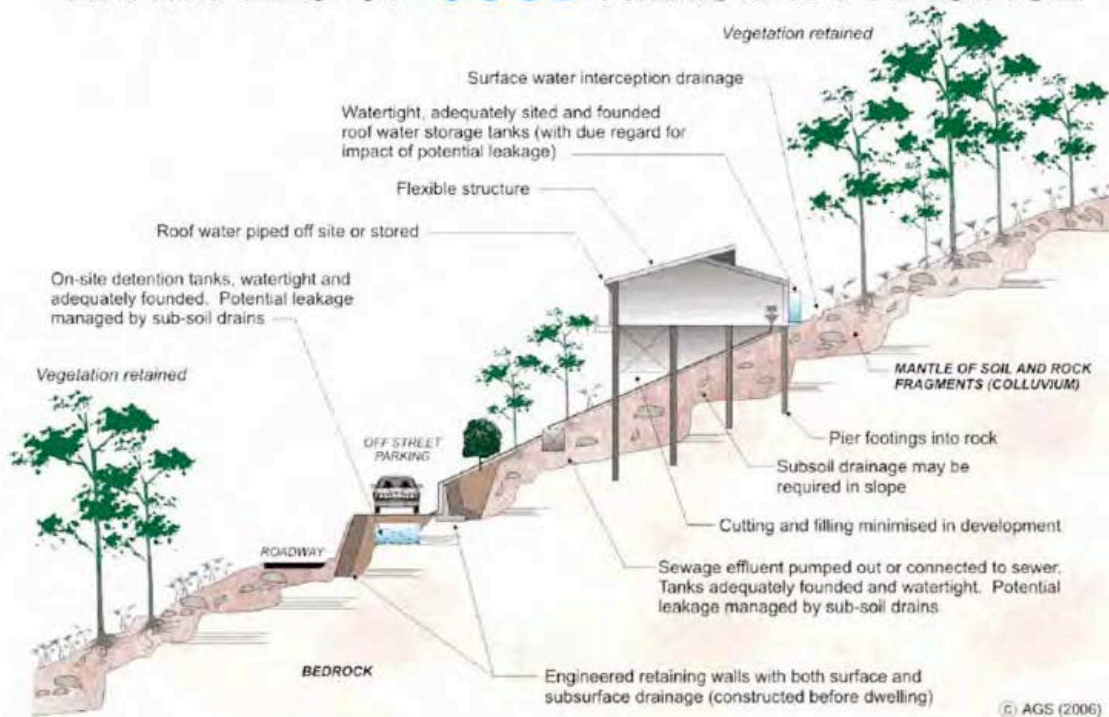 Vegetation retained
Surface water interception drainage
Watertight, adequately sited and founded
roof water storage tanks (with due regard for
impact of potential leakage)
Flexible structure
Roof water piped off site or stored
On-site detention tanks, watertight and
adequately founded. Potential leakage
managed by sub-soil drains
Vegetation retained
MANTLE OF SOIL AND ROCK
FRAGMENTS (COLLUVIUM)
OFF STREET
PARKING
Pier footings into rock
Subsoil drainage may be
required in slope
Cutting and filling minimised in development
ROADWAY
Sewage effluent pumped out or connected to sewer.
Tanks adequately founded and watertight. Potential
leakage managed by sub-soil drains
BEDROCK
Engineered retaining walls with both surface and
subsurface drainage (constructed before dwelling)
© AGS (2006)